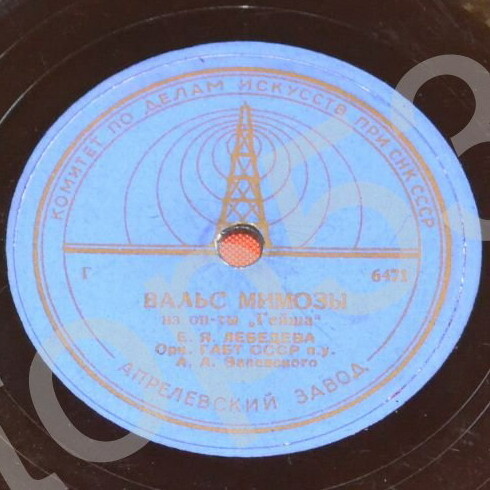 КОМИТЕТ ПО ДЕЛАМ ИСКУССТВ ПРИ СНК СССР
Г 6471
ВАЛЬС МИМОЗЫ
из оп-ты „Гейша"
Е. Я. ЛЕБЕДЕВА
Орк. ГАБТ СССР п.у.
А. А.
АПРЕЛЕВСКИЙ ЗАВОД